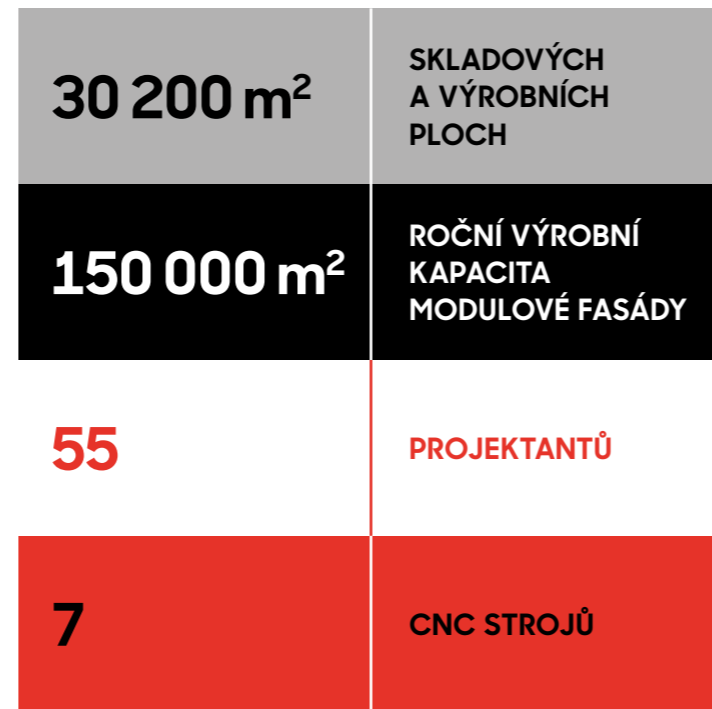 30 200 m²
SKLADOVÝCH
A VÝROBNÍCH
PLOCH
150 000 m²
ROČNÍ VÝROBNÍ
KAPACITA
MODULOVÉ FASÁDY
55
PROJEKTANTŮ
7
CNC STROJŮ